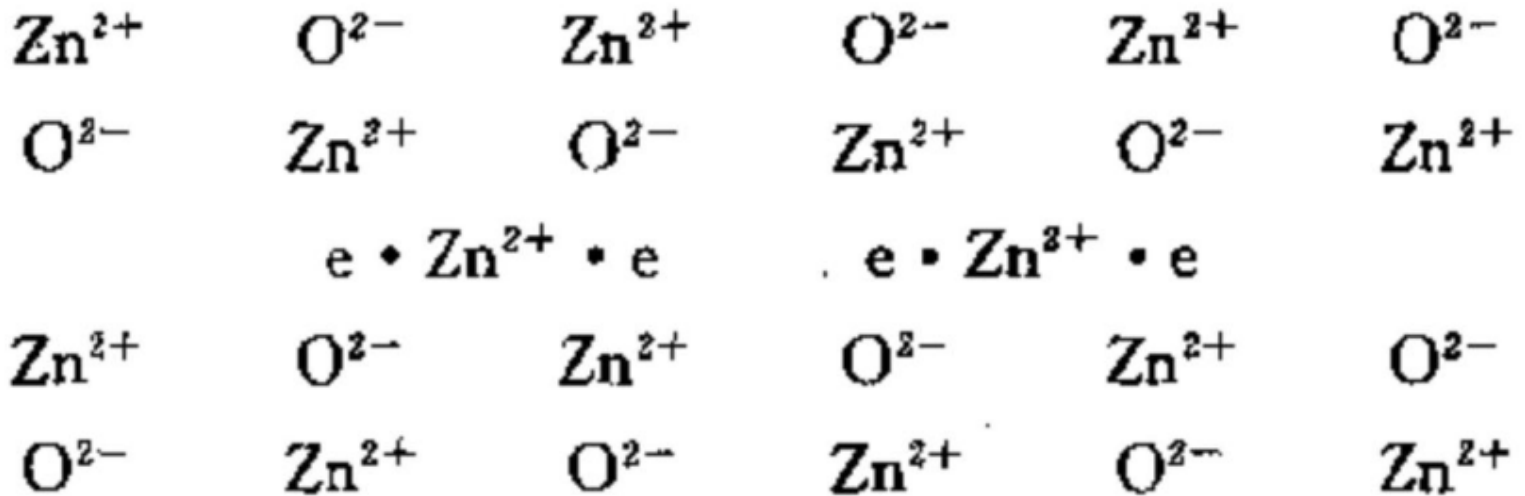 Zn²⁺ O²⁻ Zn²⁺ O²⁻ Zn²⁺ O²⁻
O²⁻ Zn²⁺ O²⁻ Zn²⁺ O²⁻ Zn²⁺
e • Zn²⁺ • e e • Zn²⁺ • e
Zn²⁺ O²⁻ Zn²⁺ O²⁻ Zn²⁺ O²⁻
O²⁻ Zn²⁺ O²⁻ Zn²⁺ O²⁻ Zn²⁺